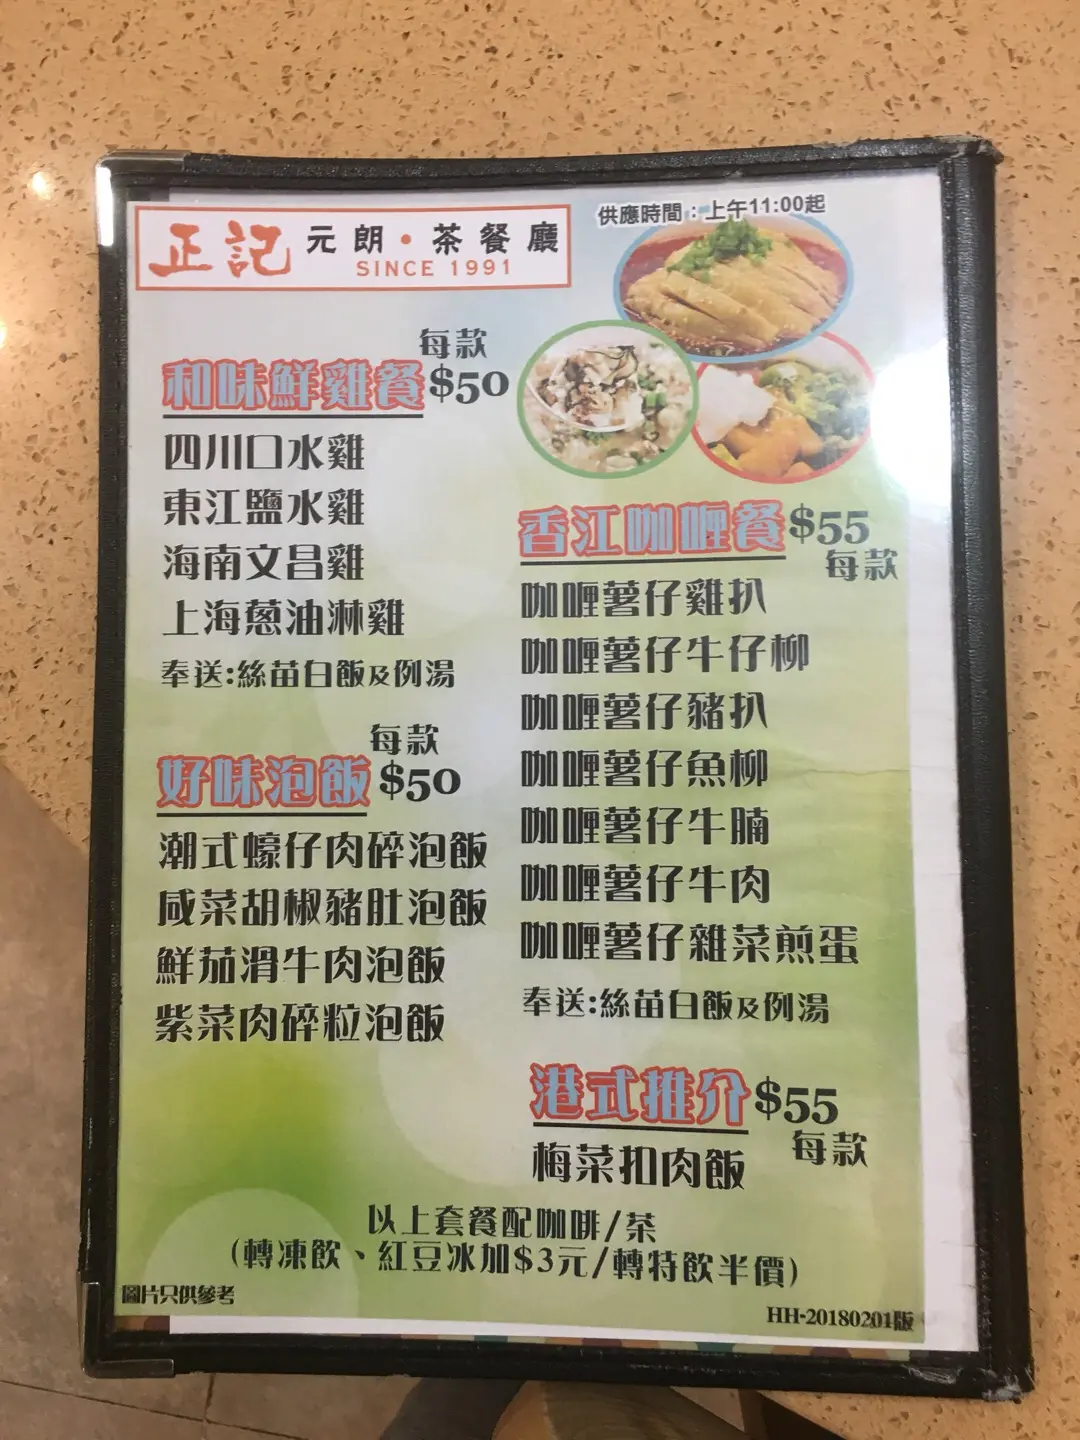 正記 元朗·茶餐廳
SINCE 1991
供應時間：上午11:00起
每款
和味鮮雞餐 $50
四川口水雞
東江鹽水雞
海南文昌雞
上海蔥油淋雞
奉送:絲苗白飯及例湯
每款
好味泡飯 $50
潮式蠔仔肉碎泡飯
咸菜胡椒豬肚泡飯
鮮茄滑牛肉泡飯
紫菜肉碎粒泡飯
香江咖喱餐 $55
每款
咖喱薯仔雞扒
咖喱薯仔牛仔柳
咖喱薯仔豬扒
咖喱薯仔魚柳
咖喱薯仔牛腩
咖喱薯仔牛肉
咖喱薯仔雜菜煎蛋
奉送:絲苗白飯及例湯
港式推介 $55
每款
梅菜扣肉飯
以上套餐配咖啡/茶
(轉凍飲、紅豆冰加$3元/轉特飲半價)
圖片只供參考
HH-20180201版